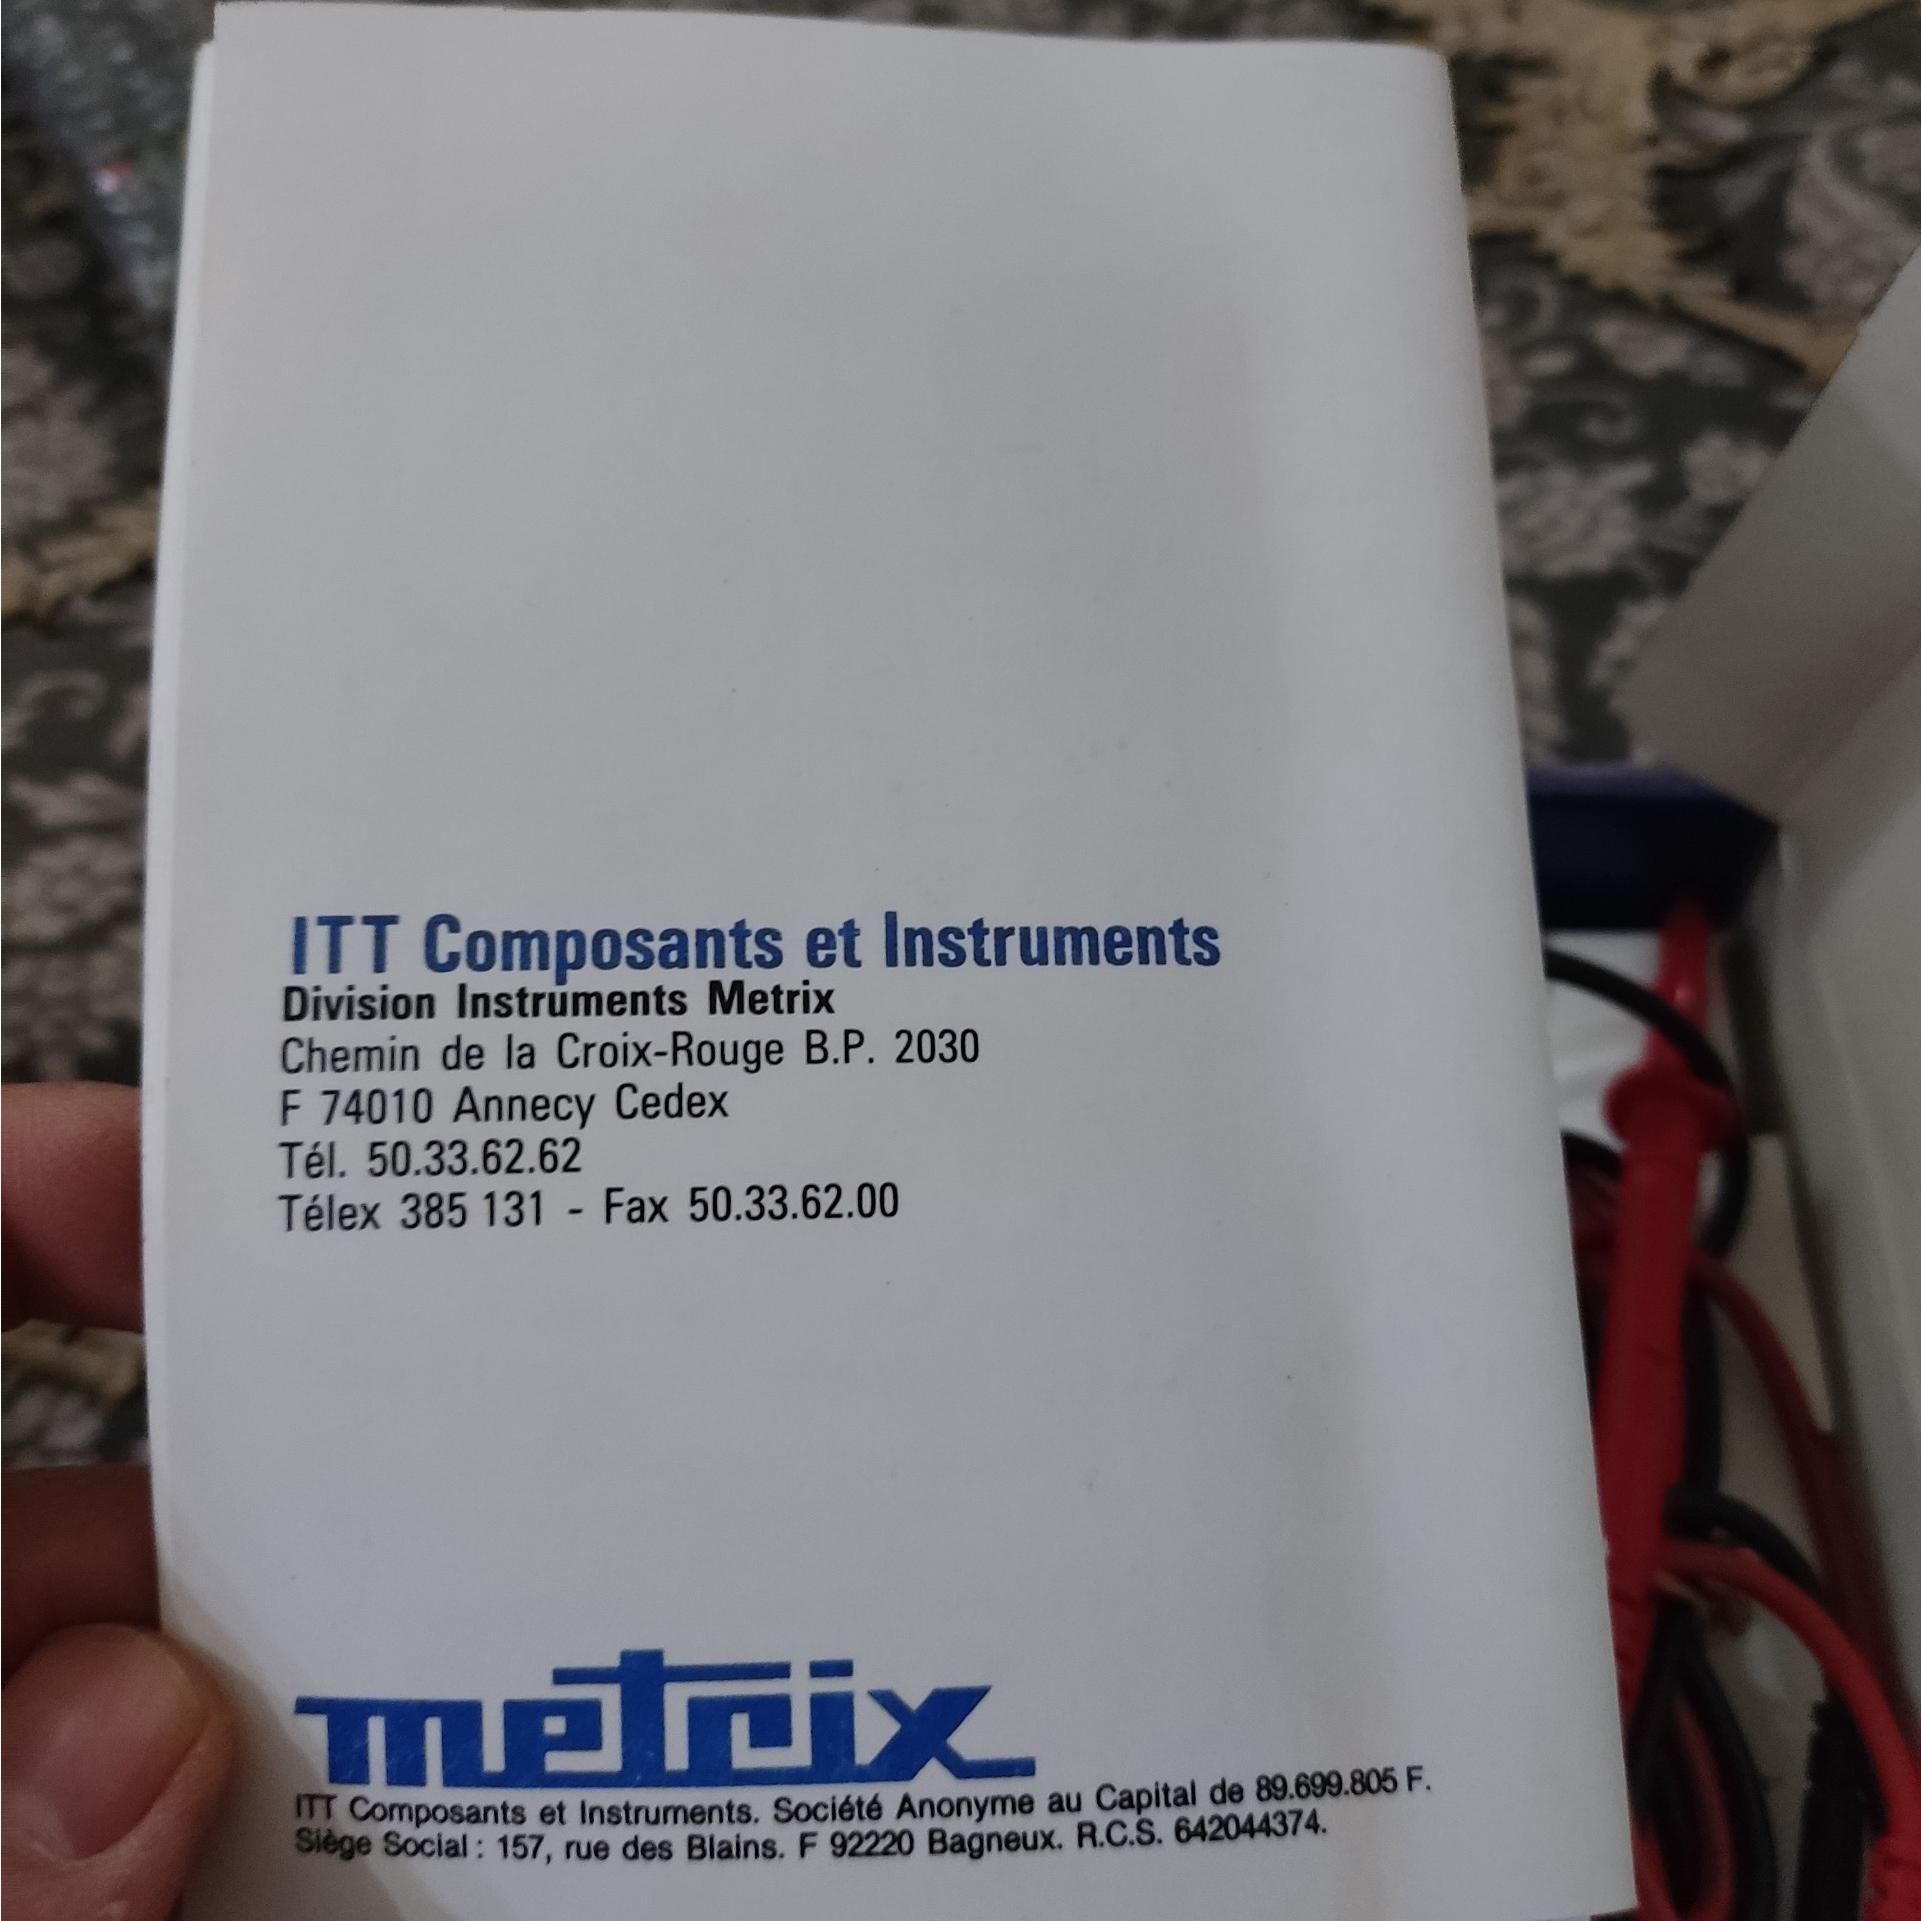 ITT Composants et Instruments
Division Instruments Metrix
Chemin de la Croix-Rouge B.P. 2030
F 74010 Annecy Cedex
Tél. 50.33.62.62
Télex 385 131 - Fax 50.33.62.00
metrix
ITT Composants et Instruments. Société Anonyme au Capital de 89.699.805 F.
Siège Social : 157, rue des Blains. F 92220 Bagneux. R.C.S. 642044374.